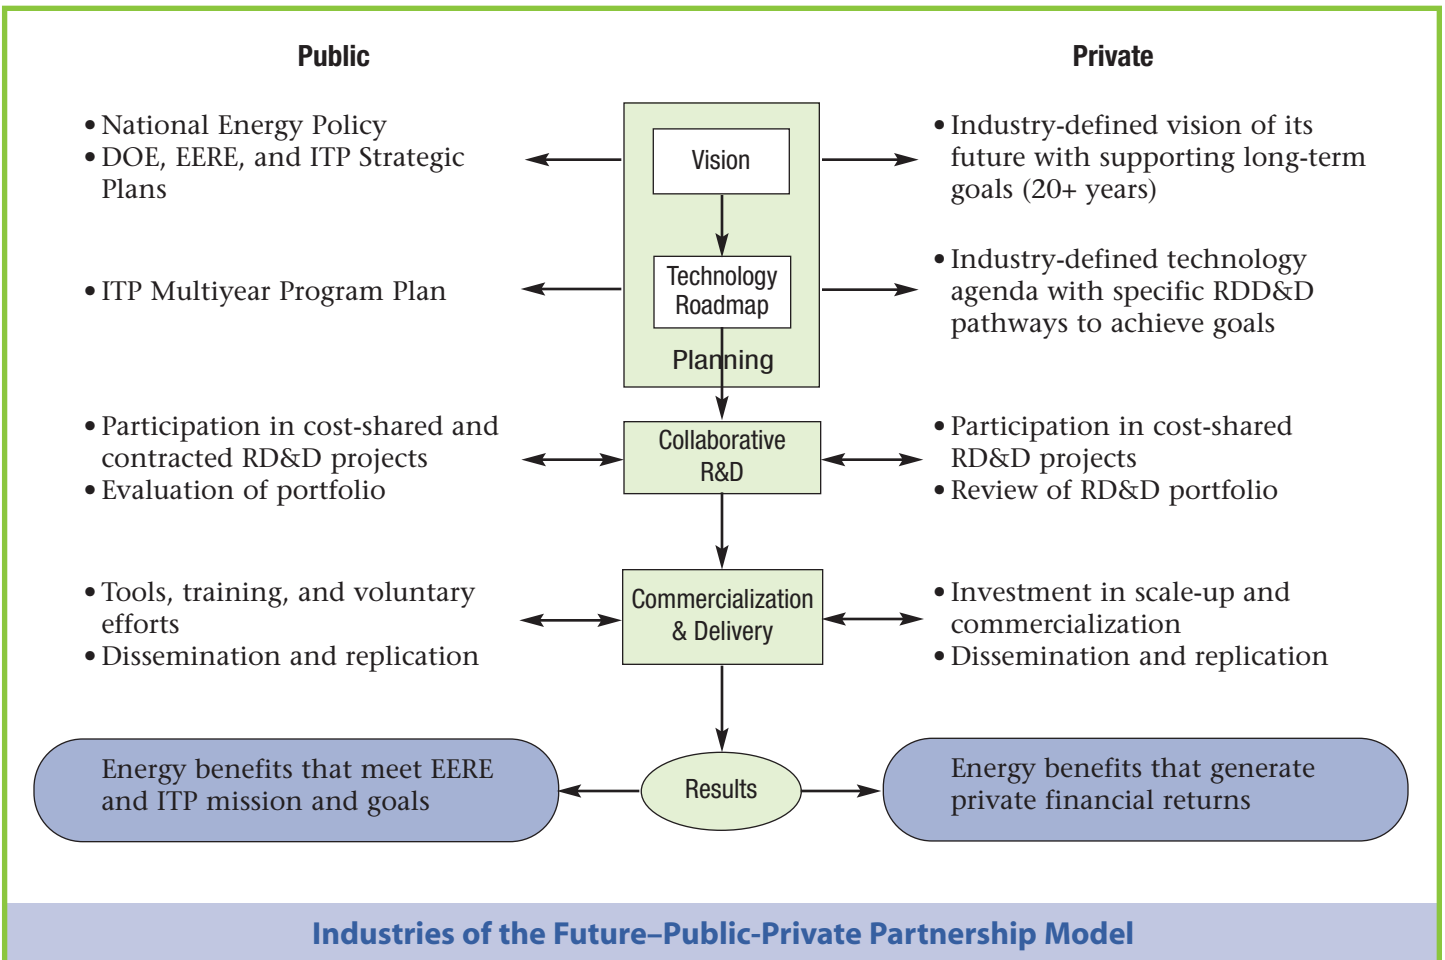 Public
Private
• National Energy Policy
• DOE, EERE, and ITP Strategic
Plans
Vision
• Industry-defined vision of its
future with supporting long-term
goals (20+ years)
• ITP Multiyear Program Plan
Technology
Roadmap
Planning
• Industry-defined technology
agenda with specific RDD&D
pathways to achieve goals
• Participation in cost-shared and
contracted RD&D projects
• Evaluation of portfolio
Collaborative
R&D
• Participation in cost-shared
RD&D projects
• Review of RD&D portfolio
• Tools, training, and voluntary
efforts
• Dissemination and replication
Commercialization
& Delivery
• Investment in scale-up and
commercialization
• Dissemination and replication
Energy benefits that meet EERE
and ITP mission and goals
Results
Energy benefits that generate
private financial returns
Industries of the Future–Public-Private Partnership Model